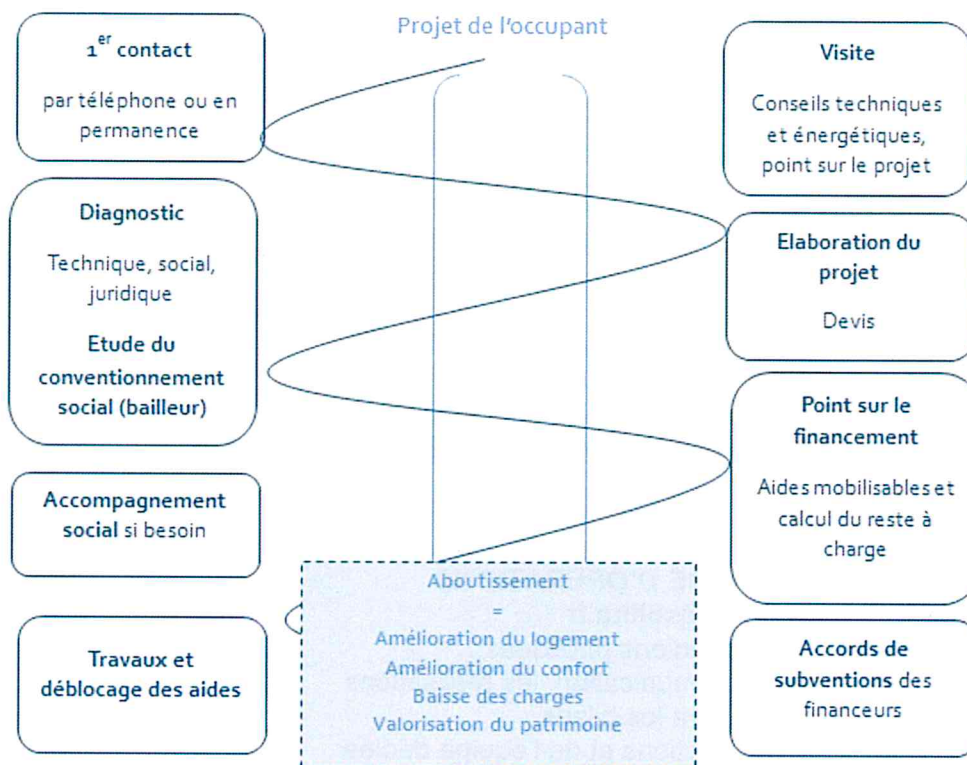 Projet de l'occupant
1er contact
par téléphone ou en
permanence
Visite
Conseils techniques
et énergétiques,
point sur le projet
Diagnostic
Technique, social,
juridique
Etude du
conventionnement
social (bailleur)
Elaboration du
projet
Devis
Point sur le
financement
Aides mobilisables et
calcul du reste à
charge
Accompagnement
social si besoin
Aboutissement
=
Amélioration du logement
Amélioration du confort
Baisse des charges
Valorisation du patrimoine
Travaux et
déblocage des aides
Accords de
subventions des
financeurs